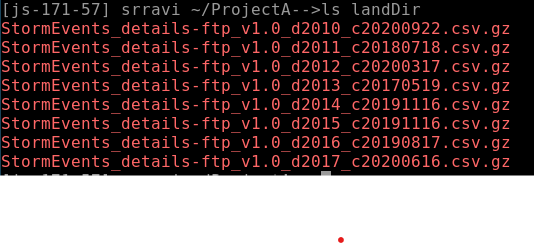 [js-171-57] srravi ~/ProjectA-->ls landDir
StormEvents_details-ftp_v1.0_d2010_c20200922.csv.gz
StormEvents_details-ftp_v1.0_d2011_c20180718.csv.gz
StormEvents_details-ftp_v1.0_d2012_c20200317.csv.gz
StormEvents_details-ftp_v1.0_d2013_c20170519.csv.gz
StormEvents_details-ftp_v1.0_d2014_c20191116.csv.gz
StormEvents_details-ftp_v1.0_d2015_c20191116.csv.gz
StormEvents_details-ftp_v1.0_d2016_c20190817.csv.gz
StormEvents_details-ftp_v1.0_d2017_c20200616.csv.gz